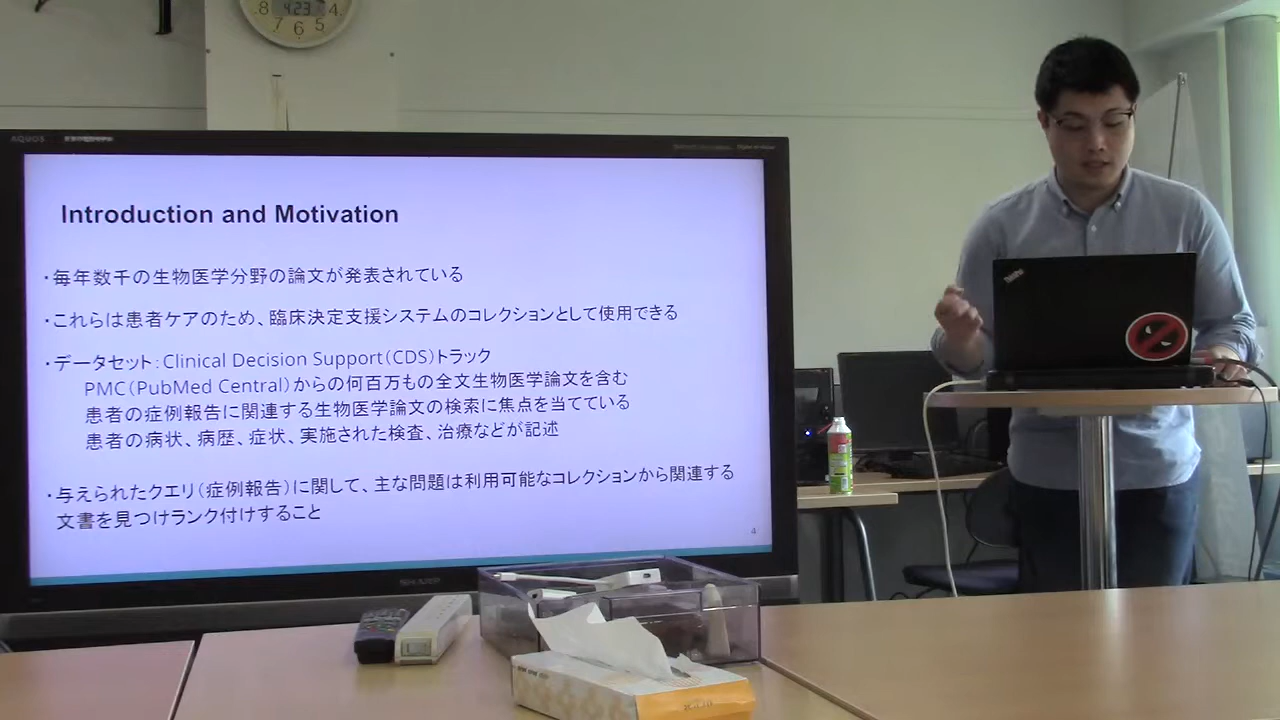 8 4.23 4
7 6 5
AQUOS
Introduction and Motivation
・毎年数千の生物医学分野の論文が発表されている
・これらは患者ケアのため、臨床決定支援システムのコレクションとして使用できる
・データセット：Clinical Decision Support（CDS）トラック
PMC（PubMed Central）からの何百万もの全文生物医学論文を含む
患者の症例報告に関連する生物医学論文の検索に焦点を当てている
患者の病状、病歴、症状、実施された検査、治療などが記述
・与えられたクエリ（症例報告）に関して、主な問題は利用可能なコレクションから関連する
文書を見つけランク付けすること
4
SHARP
ThinkPad